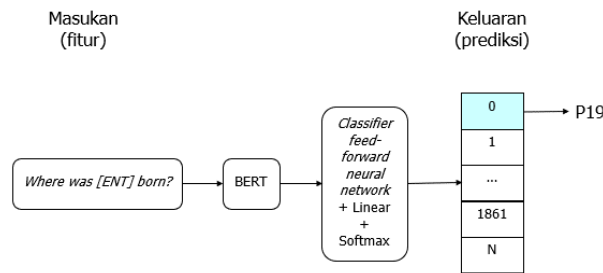 Masukan
(fitur)
Keluaran
(prediksi)
Where was [ENT] born?
BERT
Classifier
feed-
forward
neural
network
+ Linear
+
Softmax
0
1
...
1861
N
P19